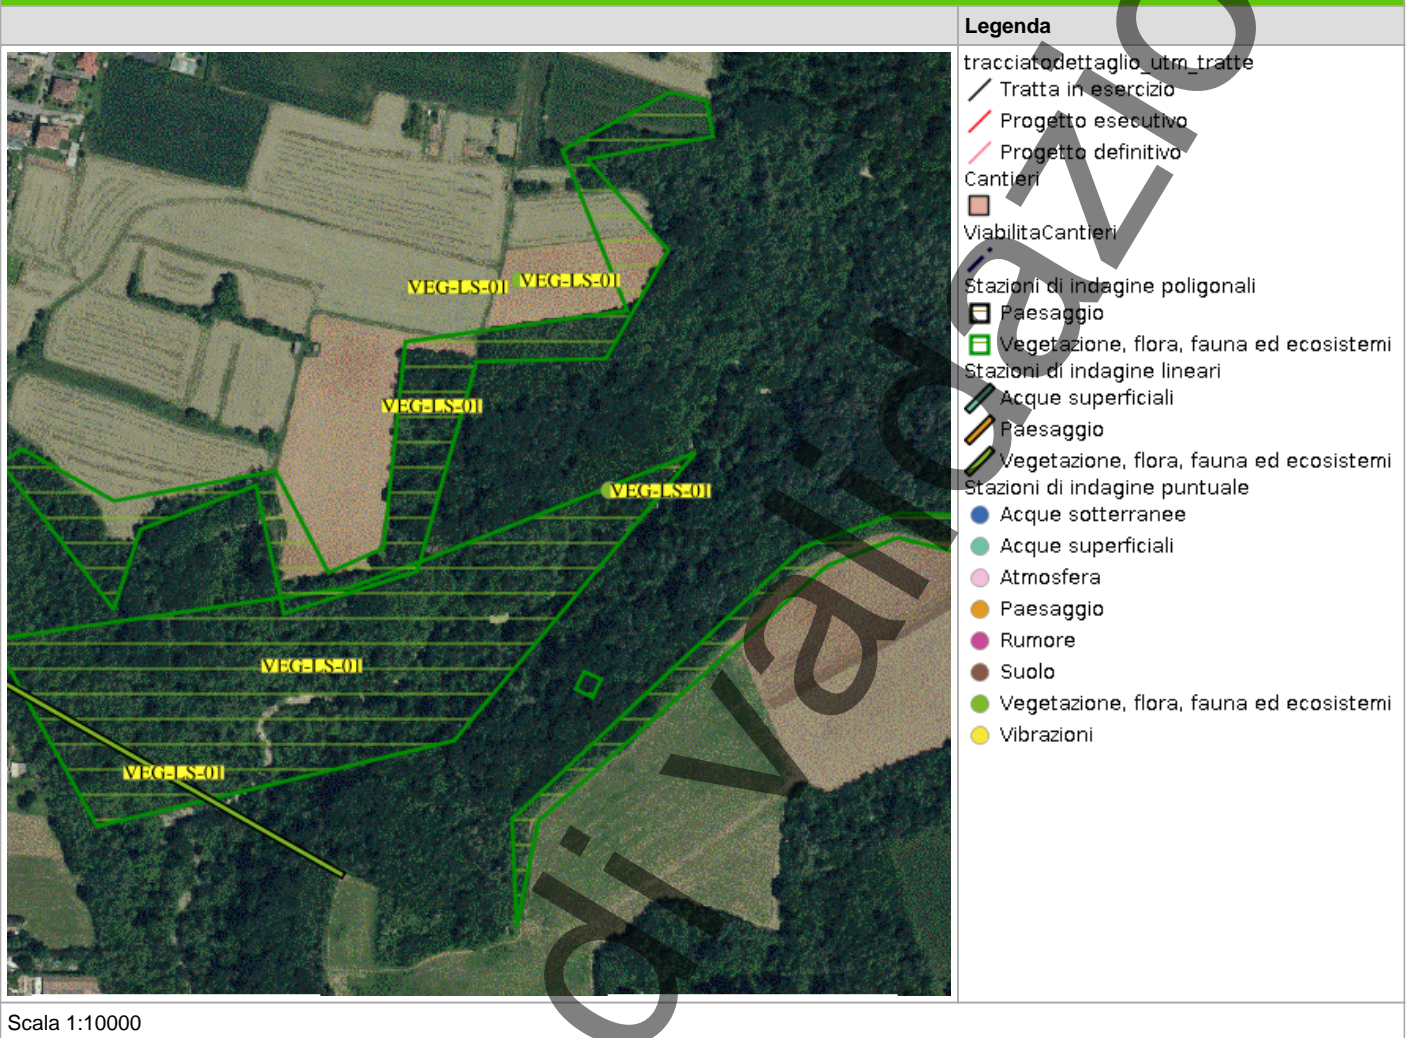 Legenda
tracciatodettaglio_utm_tratte
Tratta in esercizio
Progetto esecutivo
Progetto definitivo
Cantieri
ViabilitaCantieri
Stazioni di indagine poligonali
Paesaggio
Vegetazione, flora, fauna ed ecosistemi
Stazioni di indagine lineari
Acque superficiali
Paesaggio
Vegetazione, flora, fauna ed ecosistemi
Stazioni di indagine puntuale
Acque sotterranee
Acque superficiali
Atmosfera
Paesaggio
Rumore
Suolo
Vegetazione, flora, fauna ed ecosistemi
Vibrazioni
VEG-LS-01 VEG-LS-01
VEG-LS-01
VEG-LS-01
VEG-LS-01
VEG-LS-01
di validazio
Scala 1:10000